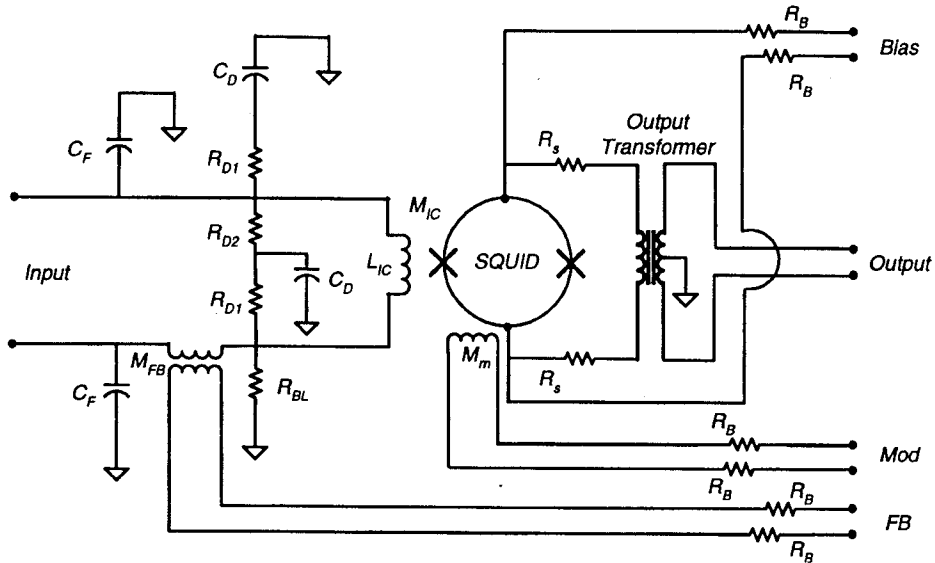 R_B
Bias
R_B
C_D
C_F
R_D1
R_s
Output
Transformer
M_IC
R_D2
Input
L_IC
SQUID
Output
C_D
R_D1
M_FB
M_m
C_F
R_BL
R_s
R_B
Mod
R_B
R_B
FB
R_B